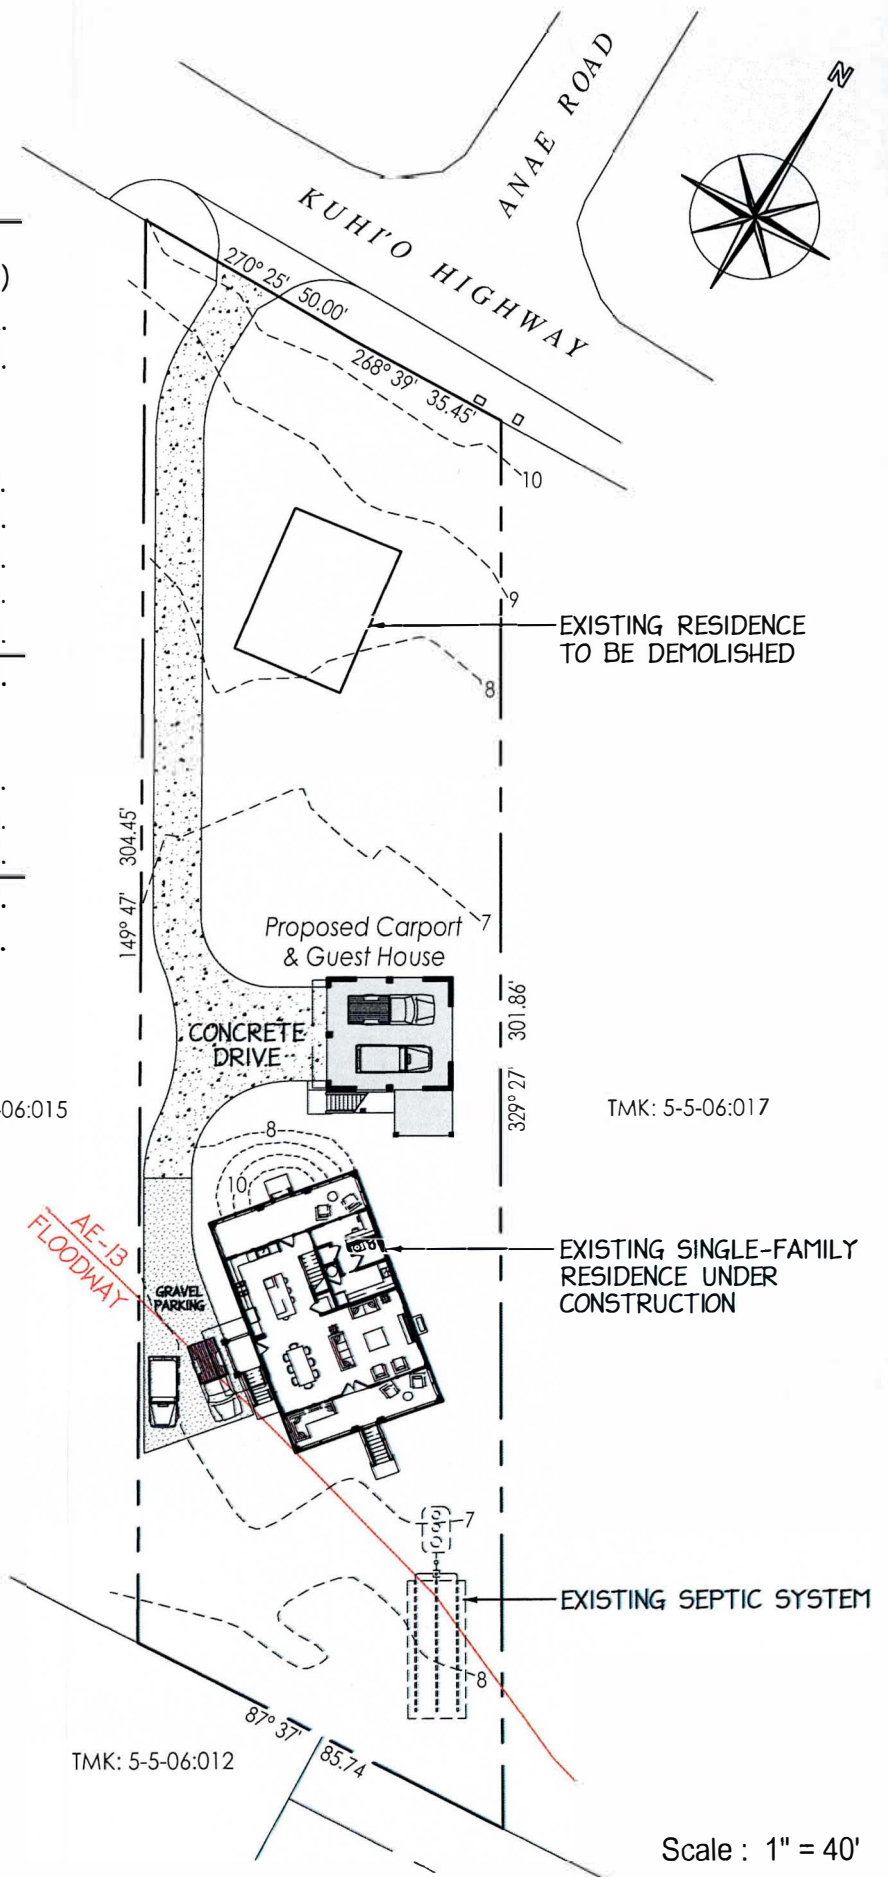 N
ANAE ROAD
KUHI'O HIGHWAY
)
270° 25' 50.00'
268° 39' 35.45'
10
9
EXISTING RESIDENCE
TO BE DEMOLISHED
8
149° 47' 304.45'
7
Proposed Carport
& Guest House
301.86'
329° 27'
CONCRETE
DRIVE
-06:015
TMK: 5-5-06:017
8
10
AE-13
FLOODWAY
GRAVEL
PARKING
EXISTING SINGLE-FAMILY
RESIDENCE UNDER
CONSTRUCTION
7
EXISTING SEPTIC SYSTEM
8
87° 37' 85.74
TMK: 5-5-06:012
Scale : 1" = 40'